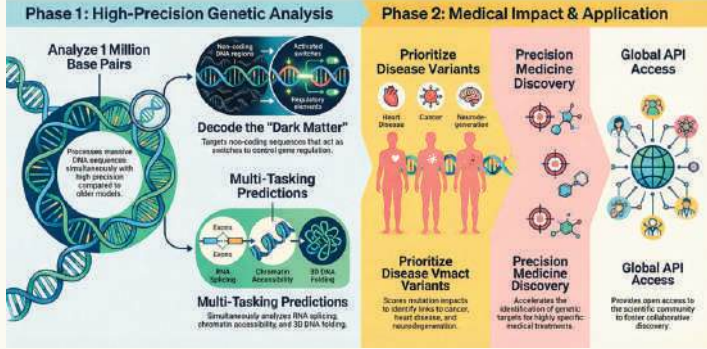 Phase 1: High-Precision Genetic Analysis
Analyze 1 Million
Base Pairs
Processes massive
DNA sequences
simultaneously with
high precision
compared to
older models.
Non-coding
DNA regions
Activated
switches
Regulatory
elements
Decode the "Dark Matter"
Targets non-coding sequences that act as
switches to control gene regulation.
Multi-Tasking
Predictions
Exons
Exons
RNA
Splicing
Chromatin
Accessibility
3D DNA
Folding
Multi-Tasking Predictions
Simultaneously analyzes RNA splicing,
chromatin accessibility, and 3D DNA folding.
Phase 2: Medical Impact & Application
Prioritize
Disease Variants
Heart
Disease
Cancer
Neurode-
generation
Prioritize
Disease Vmact
Variants
Scores mutation impacts
to identify links to cancer,
heart disease, and
neurodegeneration.
Precision
Medicine
Discovery
Precision
Medicine
Discovery
Accelerates the
identification of genetic
targets for highly specific
medical treatments.
Global API
Access
Global API
Access
Provides open access to
the scientific community
to foster collaborative
discovery.